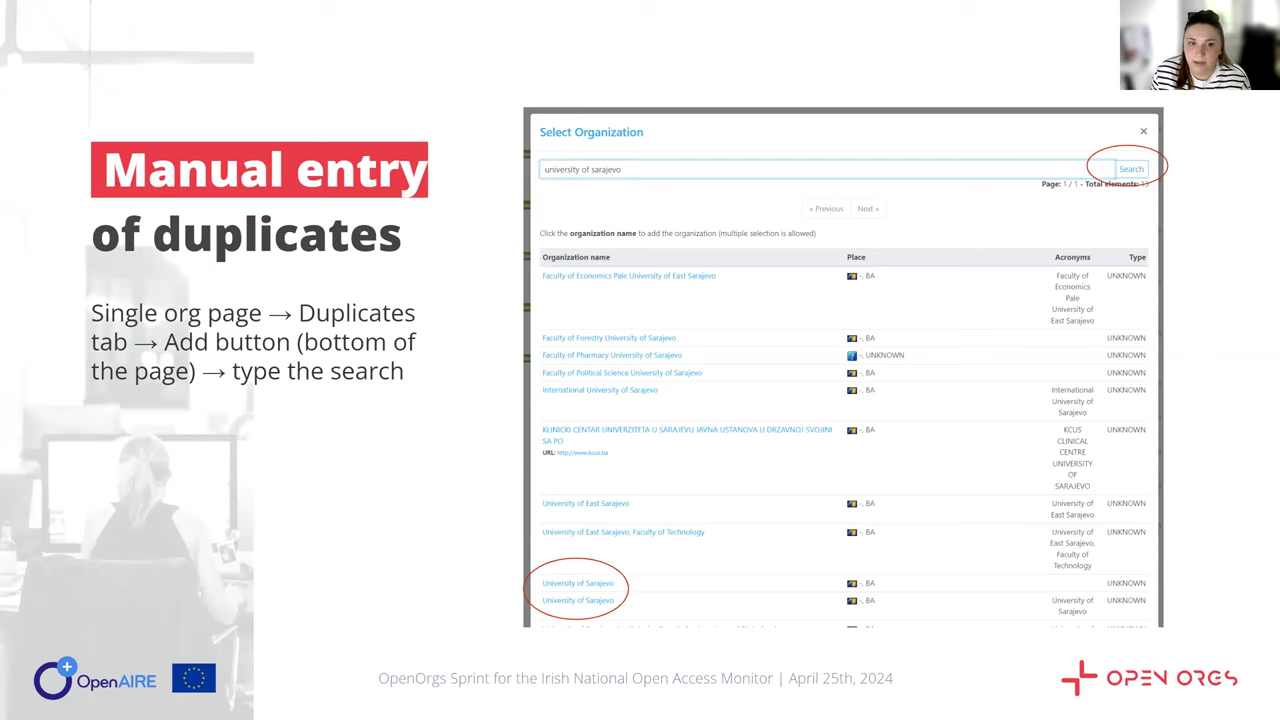 Manual entry
of duplicates
Single org page → Duplicates
tab → Add button (bottom of
the page) → type the search
Select Organization
×
university of sarajevo
Search
Page: 1 / 1 - Total elements: 13
« Previous Next »
Click the organization name to add the organization (multiple selection is allowed)
Organization name Place Acronyms Type
Faculty of Economics Pale University of East Sarajevo -, BA Faculty of UNKNOWN
Economics
Pale
University of
East Sarajevo
Faculty of Forestry University of Sarajevo -, BA UNKNOWN
Faculty of Pharmacy University of Sarajevo -, UNKNOWN UNKNOWN
Faculty of Political Science University of Sarajevo -, BA UNKNOWN
International University of Sarajevo -, BA International UNKNOWN
University of
Sarajevo
KLINICKI CENTAR UNIVERZITETA U SARAJEVU JAVNA USTANOVA U DRZAVNOJ SVOJINI -, BA KCUS UNKNOWN
SA PO CLINICAL
URL: http://www.kcus.ba CENTRE
UNIVERSITY
OF
SARAJEVO
University of East Sarajevo -, BA University of UNKNOWN
East Sarajevo
University of East Sarajevo, Faculty of Technology -, BA University of UNKNOWN
East Sarajevo,
Faculty of
Technology
University of Sarajevo -, BA UNKNOWN
University of Sarajevo -, BA University of UNKNOWN
Sarajevo
OpenAIRE
OpenOrgs Sprint for the Irish National Open Access Monitor | April 25th, 2024
OPEN ORGS